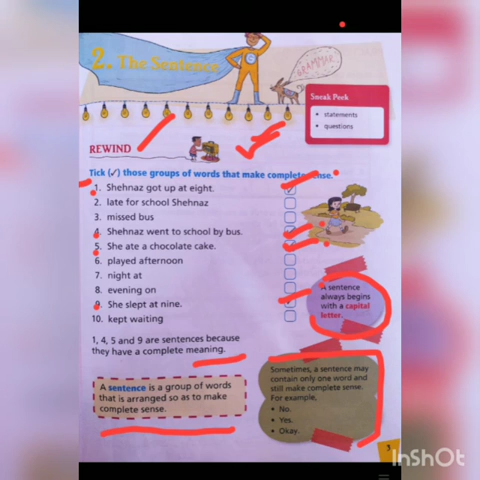 2. The Sentence
GRAMMAR
Sneak Peek
• statements
• questions
REWIND
Tick (✓) those groups of words that make complete sense.
1. Shehnaz got up at eight.
2. late for school Shehnaz
3. missed bus
4. Shehnaz went to school by bus.
5. She ate a chocolate cake.
6. played afternoon
7. night at
8. evening on
9. She slept at nine.
10. kept waiting
A sentence
always begins
with a capital
letter.
1, 4, 5 and 9 are sentences because
they have a complete meaning.
A sentence is a group of words
that is arranged so as to make
complete sense.
Sometimes, a sentence may
contain only one word and
still make complete sense.
For example,
• No.
• Yes.
• Okay.
3
InShOt